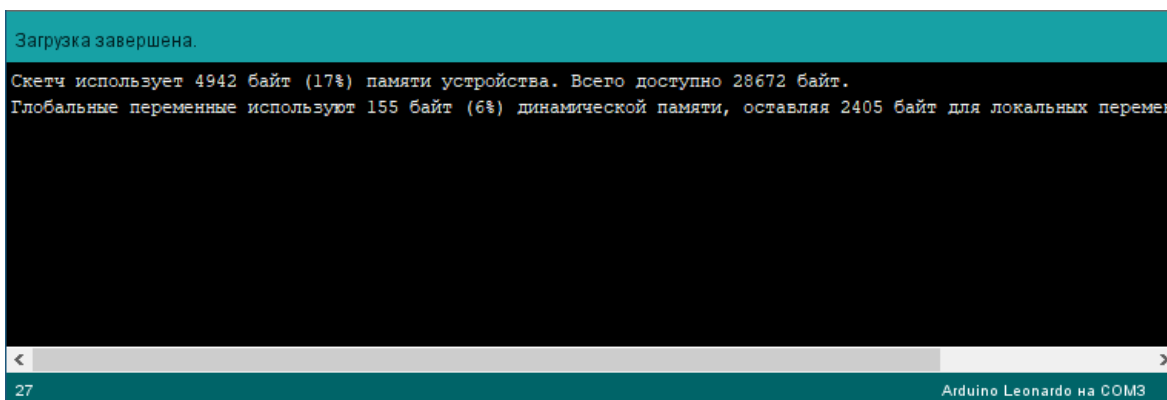 Загрузка завершена.
Скетч использует 4942 байт (17%) памяти устройства. Всего доступно 28672 байт.
Глобальные переменные используют 155 байт (6%) динамической памяти, оставляя 2405 байт для локальных переме
27
Arduino Leonardo на COM3